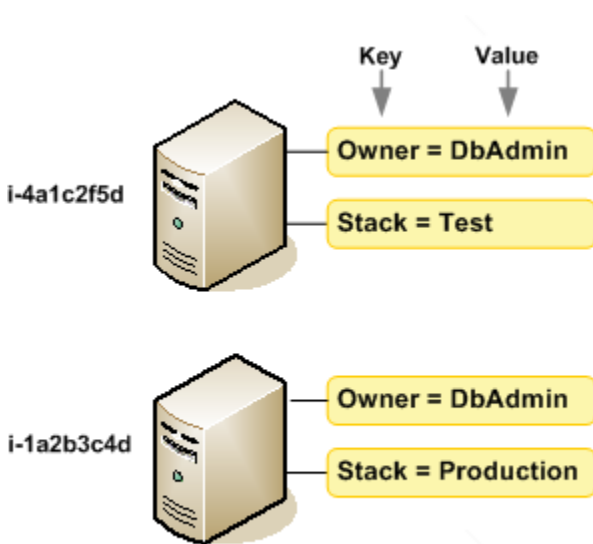 Key Value
Owner = DbAdmin
i-4a1c2f5d
Stack = Test
Owner = DbAdmin
i-1a2b3c4d
Stack = Production